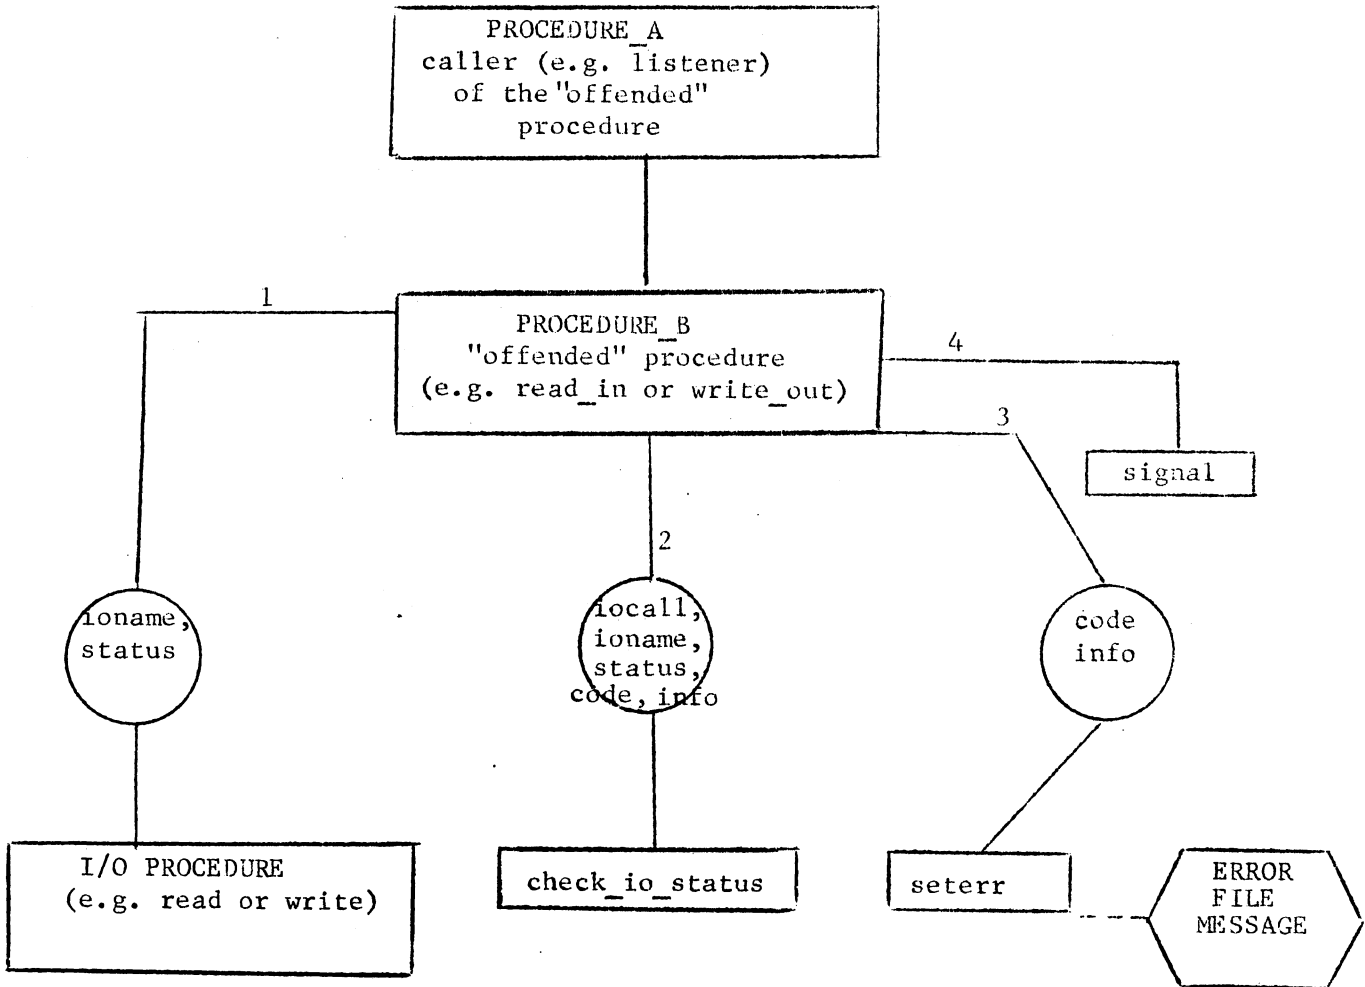 PROCEDURE_A
caller (e.g. listener)
of the "offended"
procedure
1
PROCEDURE_B
"offended" procedure
(e.g. read_in or write_out)
4
3
signal
2
ioname,
status
iocall,
ioname,
status,
code, info
code
info
I/O PROCEDURE
(e.g. read or write)
check_io_status
seterr
ERROR
FILE
MESSAGE